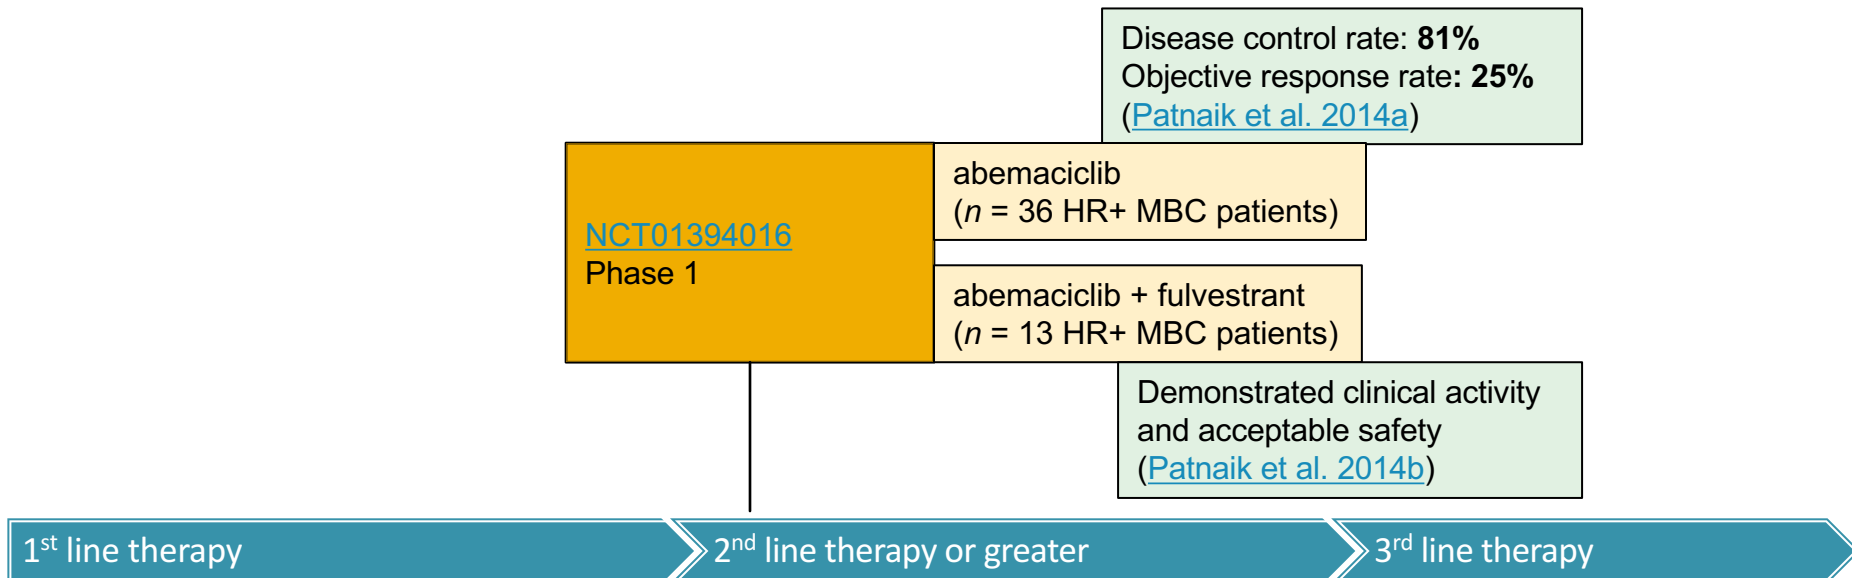 Disease control rate: 81%
Objective response rate: 25%
(Patnaik et al. 2014a)
abemaciclib
(n = 36 HR+ MBC patients)
NCT01394016
Phase 1
abemaciclib + fulvestrant
(n = 13 HR+ MBC patients)
Demonstrated clinical activity
and acceptable safety
(Patnaik et al. 2014b)
1st line therapy
2nd line therapy or greater
3rd line therapy